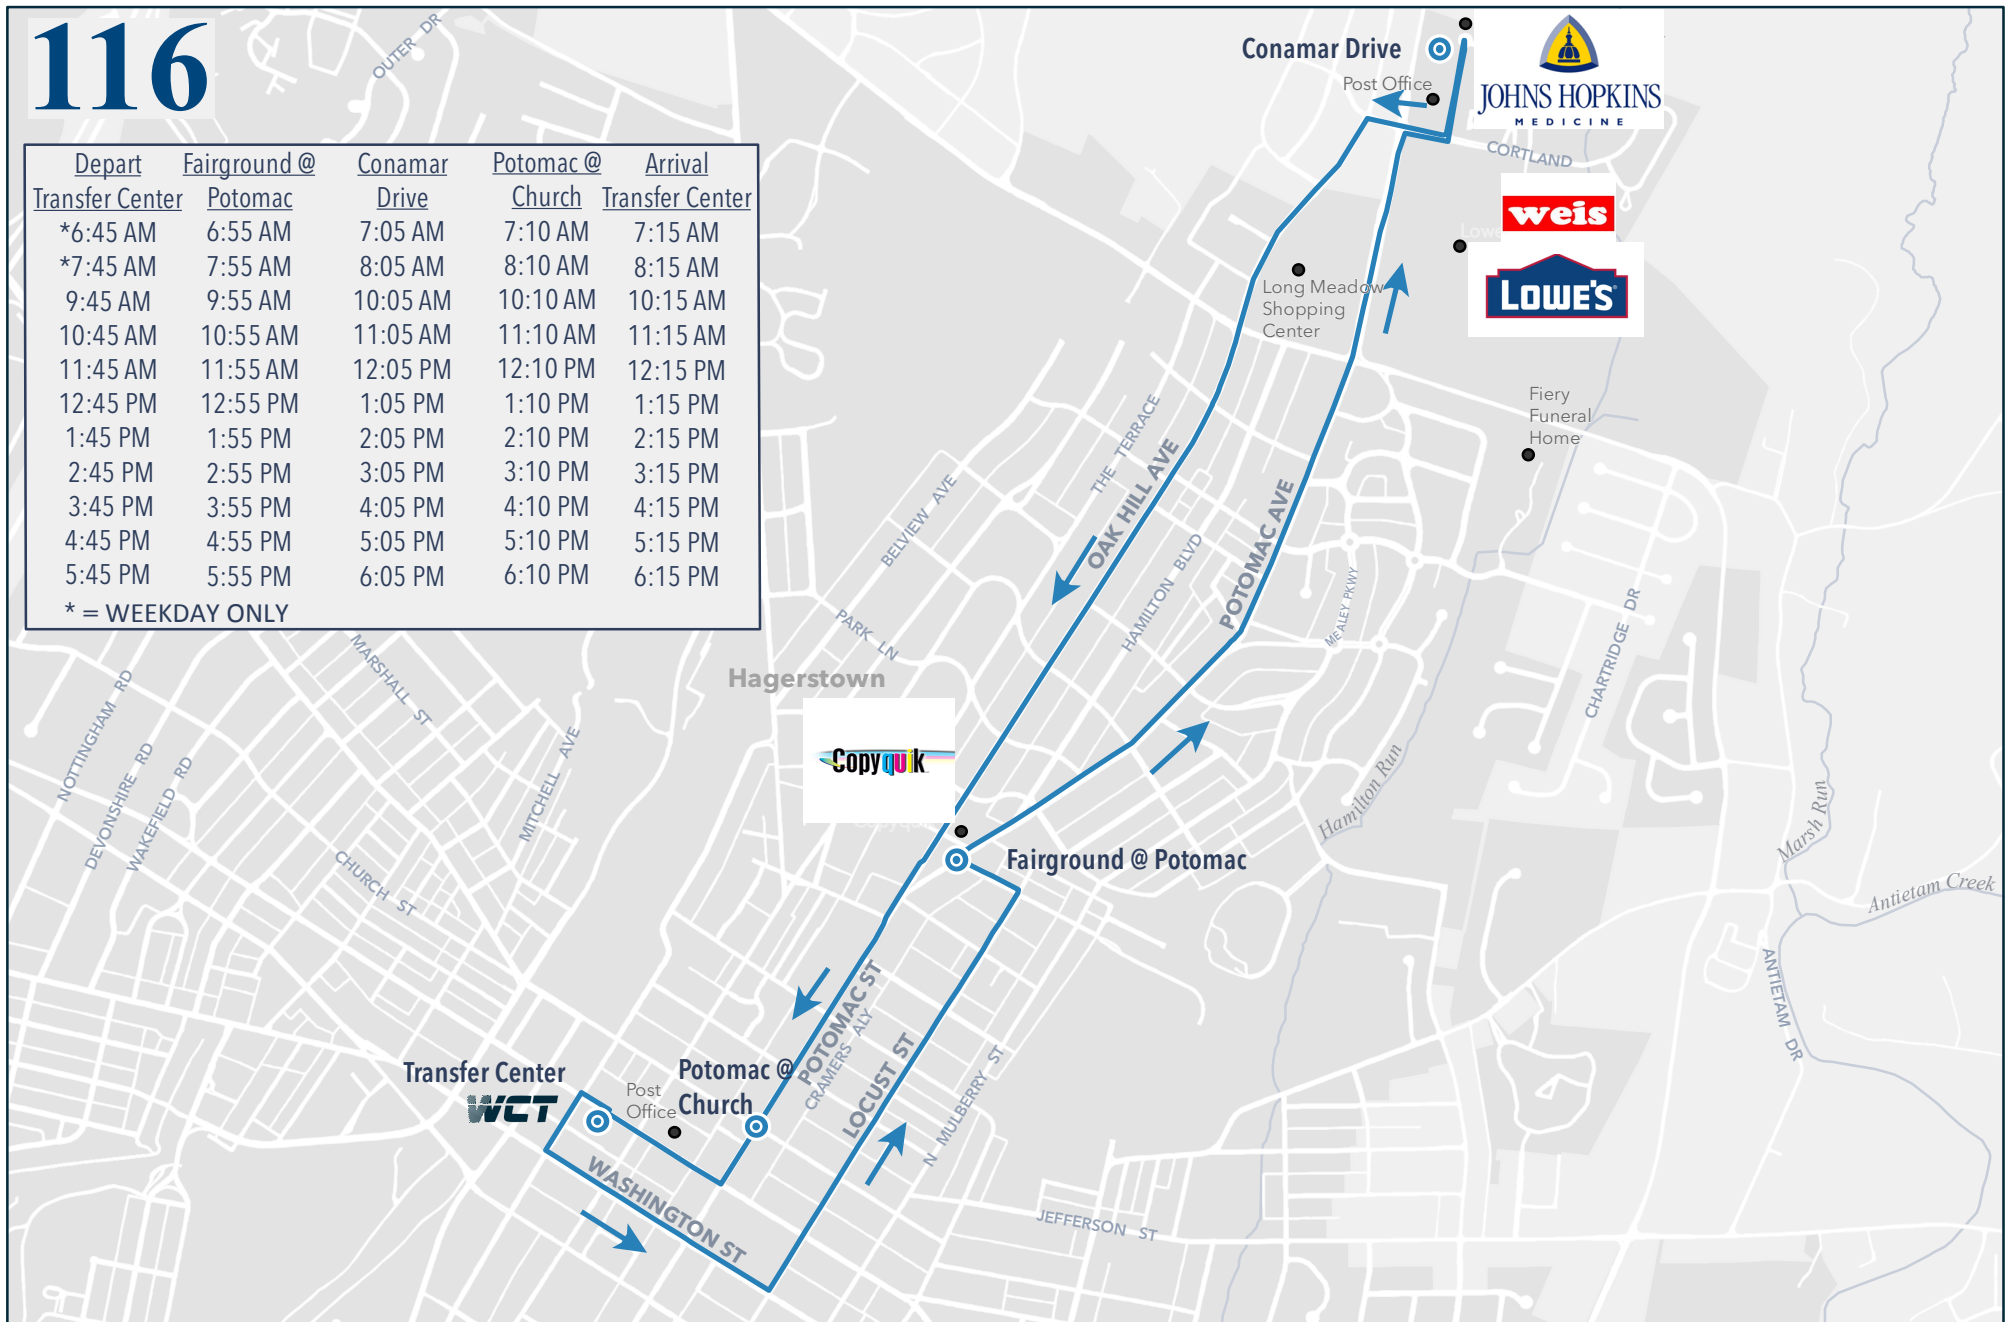 116
Depart Fairground @ Conamar Potomac @ Arrival
Transfer Center Potomac Drive Church Transfer Center
*6:45 AM 6:55 AM 7:05 AM 7:10 AM 7:15 AM
*7:45 AM 7:55 AM 8:05 AM 8:10 AM 8:15 AM
9:45 AM 9:55 AM 10:05 AM 10:10 AM 10:15 AM
10:45 AM 10:55 AM 11:05 AM 11:10 AM 11:15 AM
11:45 AM 11:55 AM 12:05 PM 12:10 PM 12:15 PM
12:45 PM 12:55 PM 1:05 PM 1:10 PM 1:15 PM
1:45 PM 1:55 PM 2:05 PM 2:10 PM 2:15 PM
2:45 PM 2:55 PM 3:05 PM 3:10 PM 3:15 PM
3:45 PM 3:55 PM 4:05 PM 4:10 PM 4:15 PM
4:45 PM 4:55 PM 5:05 PM 5:10 PM 5:15 PM
5:45 PM 5:55 PM 6:05 PM 6:10 PM 6:15 PM
* = WEEKDAY ONLY
OUTER DR
Conamar Drive
Post Office
JOHNS HOPKINS
MEDICINE
CORTLAND
weis
Lowe
LOWE'S
Long Meadow
Shopping
Center
Fiery
Funeral
Home
THE TERRACE
OAK HILL AVE
BELVIEW AVE
HAMILTON BLVD
POTOMAC AVE
MEALEY PKWY
CHARTRIDGE DR
PARK LN
MARSHALL ST
Hagerstown
NOTTINGHAM RD
DEVONSHIRE RD
WAKEFIELD RD
MITCHELL AVE
Copyquik
Copyqu
Hamilton Run
Marsh Run
Antietam Creek
CHURCH ST
Fairground @ Potomac
ANTIETAM DR
POTOMAC ST
CRAMERS ALY
LOCUST ST
N MULBERRY ST
Transfer Center
WCT
Post
Office
Potomac @
Church
WASHINGTON ST
JEFFERSON ST